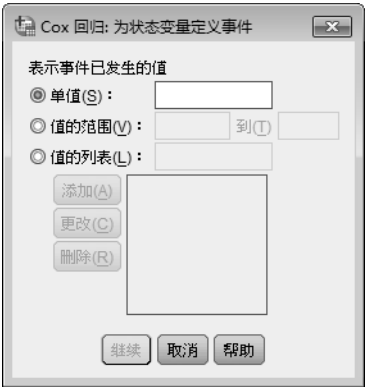 Cox 回归: 为状态变量定义事件
表示事件已发生的值
单值(S)：
值的范围(V)： 到(T)
值的列表(L)：
添加(A)
更改(C)
删除(R)
继续 取消 帮助